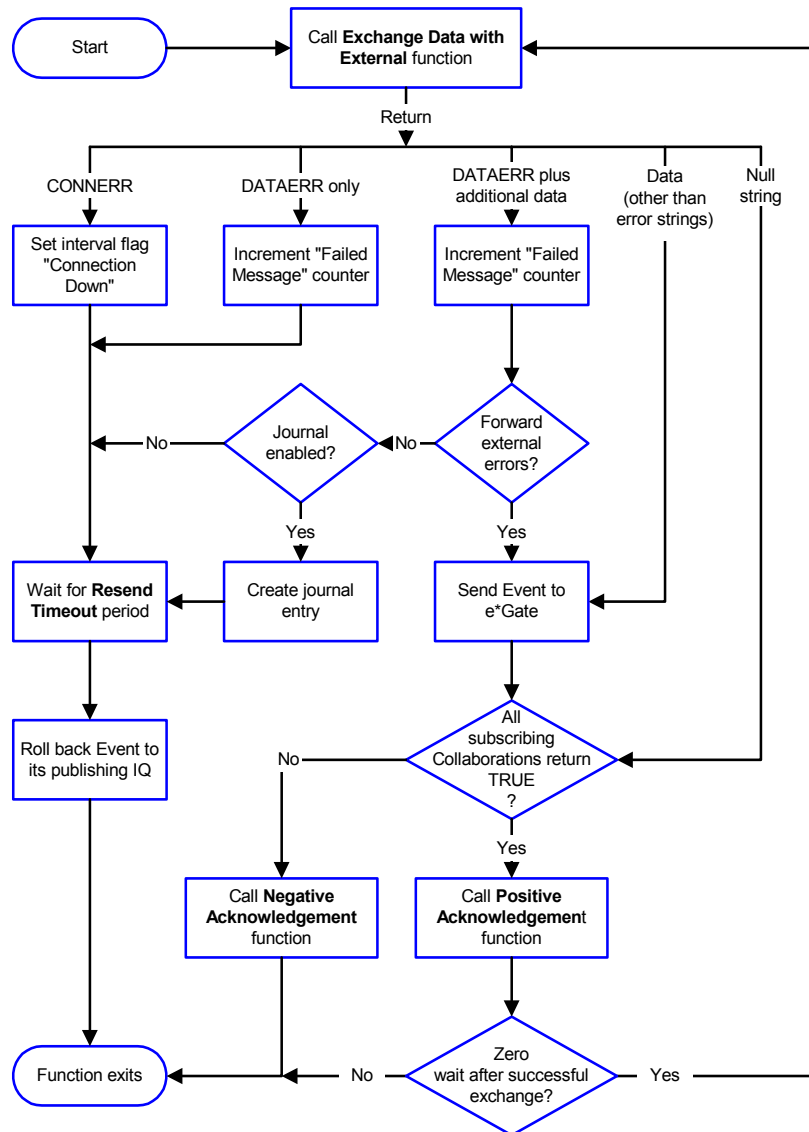 Start
Call Exchange Data with
External function
Return
CONNERR
DATAERR only
DATAERR plus
additional data
Data
(other than
error strings)
Null
string
Set interval flag
"Connection
Down"
Increment "Failed
Message" counter
Increment "Failed
Message" counter
No
Journal
enabled?
No
Forward
external
errors?
Yes
Yes
Wait for Resend
Timeout period
Create journal
entry
Send Event to
e*Gate
Roll back Event to
its publishing IQ
No
All
subscribing
Collaborations return
TRUE
?
Yes
Call Negative
Acknowledgement
function
Call Positive
Acknowledgement
function
Function exits
No
Zero
wait after successful
exchange?
Yes